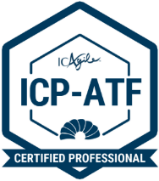 ICAgile
ICP-ATF
CERTIFIED PROFESSIONAL